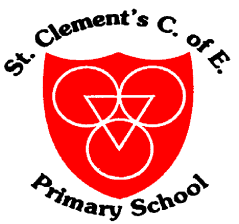 St. Clement's C. of E.
Primary School